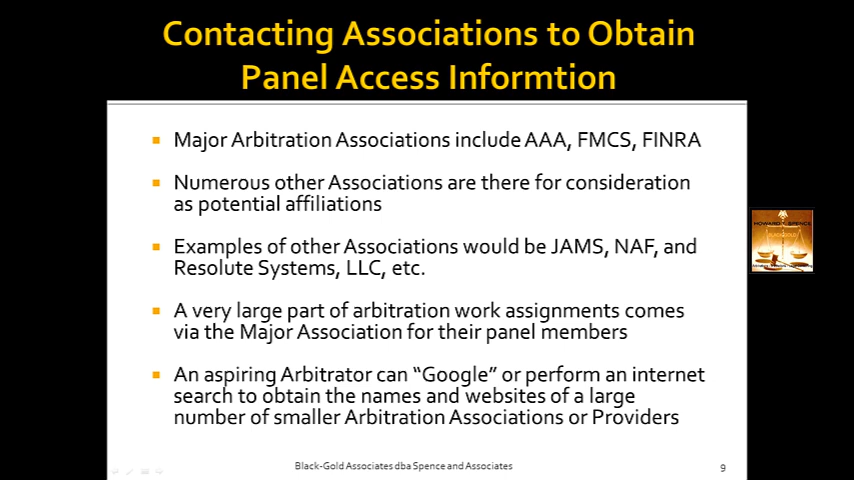 Contacting Associations to Obtain
Panel Access Informtion
Major Arbitration Associations include AAA, FMCS, FINRA
Numerous other Associations are there for consideration
as potential affiliations
Examples of other Associations would be JAMS, NAF, and
Resolute Systems, LLC, etc.
A very large part of arbitration work assignments comes
via the Major Association for their panel members
An aspiring Arbitrator can “Google” or perform an internet
search to obtain the names and websites of a large
number of smaller Arbitration Associations or Providers
HOWARD Y SPENCE
BLACK GOLD
Black-Gold Associates dba Spence and Associates
9